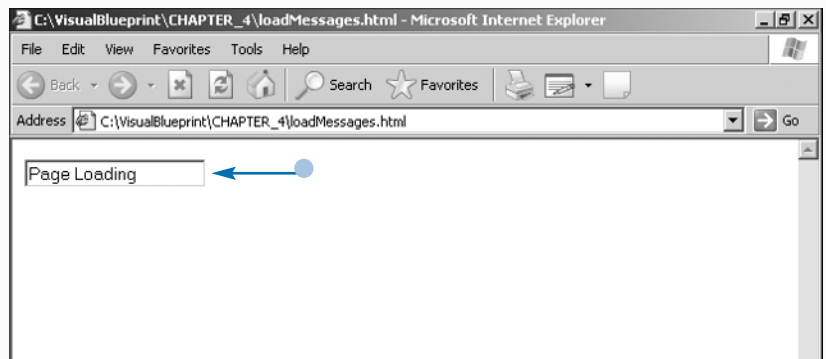 C:\VisualBlueprint\CHAPTER_4\loadMessages.html - Microsoft Internet Explorer
File Edit View Favorites Tools Help
Back Search Favorites
Address C:\VisualBlueprint\CHAPTER_4\loadMessages.html Go
Page Loading